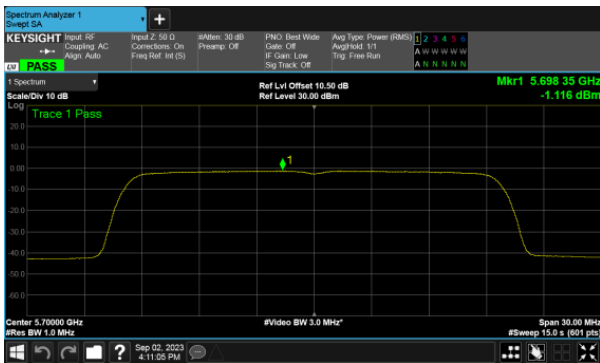 Spectrum Analyzer 1
Swept SA
+
KEYSIGHT
Input: RF
Coupling: AC
Align: Auto
Input Z: 50 Ω
Corrections: On
Freq Ref: Int (S)
#Atten: 30 dB
Preamp: Off
PNO: Best Wide
Gate: Off
IF Gain: Low
Sig Track: Off
Avg Type: Power (RMS)
Avg|Hold: 1/1
Trig: Free Run
1 2 3 4 5 6
A W W W W W
A N N N N N
LXI
PASS
1 Spectrum
Scale/Div 10 dB
Ref Lvl Offset 10.50 dB
Ref Level 30.00 dBm
Mkr1 5.698 35 GHz
-1.116 dBm
Log
Trace 1 Pass
20.0
10.0
0.00
-10.0
-20.0
-30.0
-40.0
-50.0
-60.0
1
Center 5.70000 GHz
#Res BW 1.0 MHz
#Video BW 3.0 MHz*
Span 30.00 MHz
#Sweep 15.0 s (601 pts)
?
Sep 02, 2023
4:11:05 PM